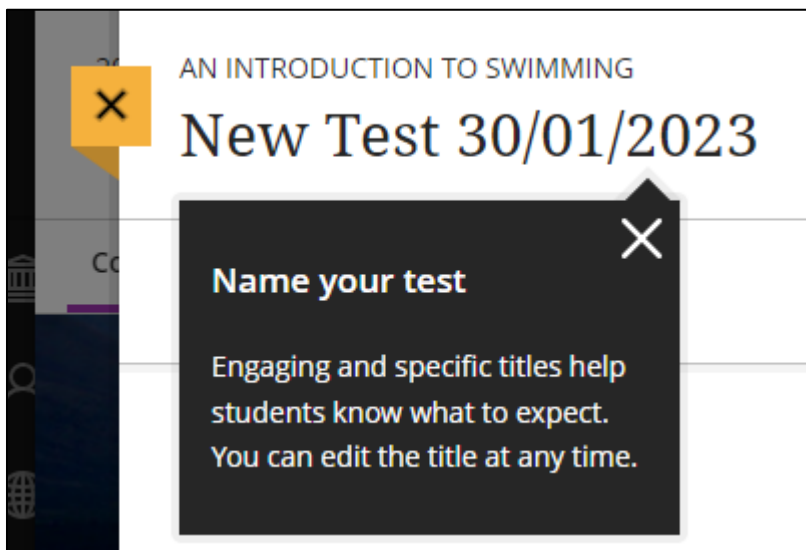 AN INTRODUCTION TO SWIMMING
New Test 30/01/2023
Co
Name your test
Engaging and specific titles help
students know what to expect.
You can edit the title at any time.